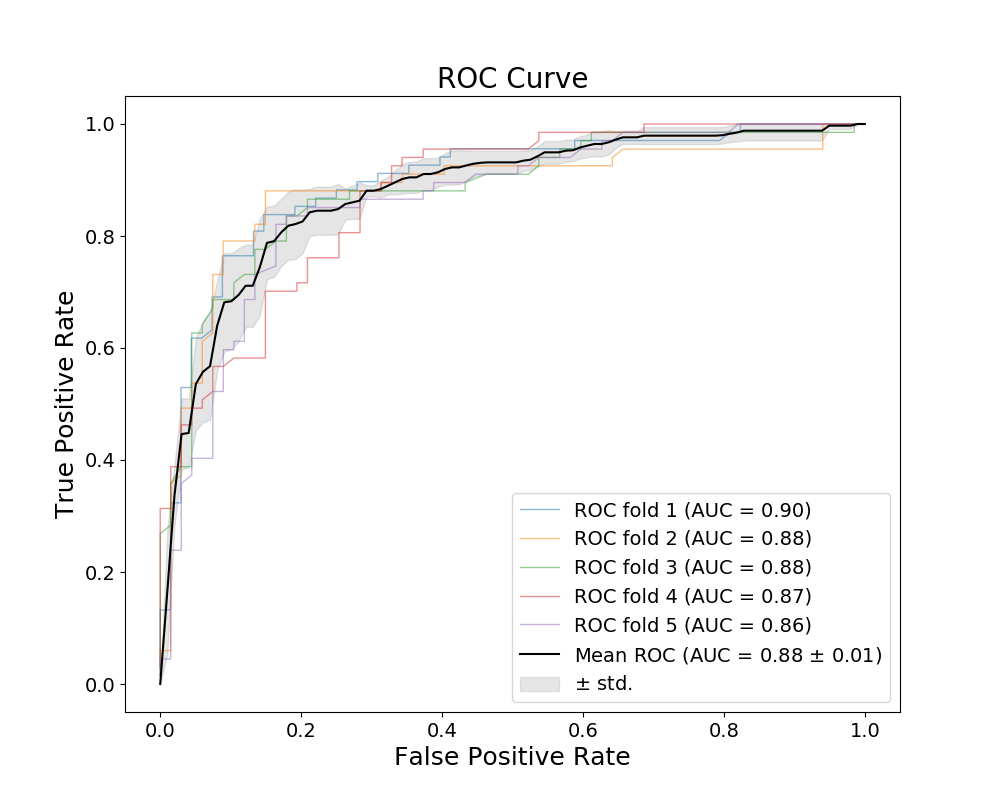 ROC Curve
True Positive Rate
1.0
0.8
0.6
0.4
0.2
0.0
ROC fold 1 (AUC = 0.90)
ROC fold 2 (AUC = 0.88)
ROC fold 3 (AUC = 0.88)
ROC fold 4 (AUC = 0.87)
ROC fold 5 (AUC = 0.86)
Mean ROC (AUC = 0.88 ± 0.01)
± std.
0.0 0.2 0.4 0.6 0.8 1.0
False Positive Rate